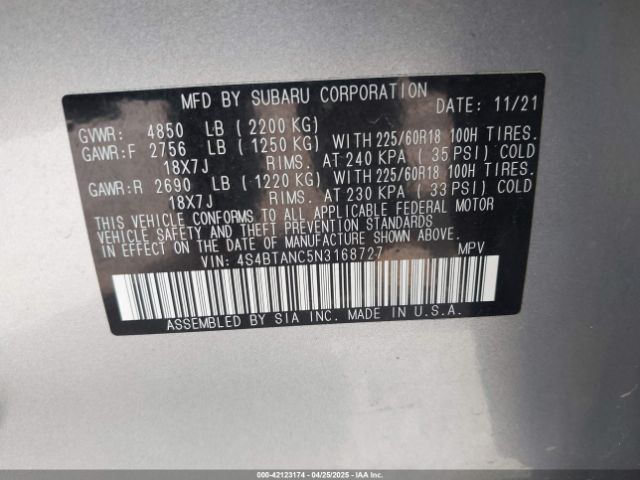 MFD BY SUBARU CORPORATION
DATE: 11/21
GVWR: 4850 LB ( 2200 KG)
GAWR:F 2756 LB ( 1250 KG) WITH 225/60R18 100H TIRES.
18X7J RIMS. AT 240 KPA ( 35 PSI) COLD
GAWR:R 2690 LB ( 1220 KG) WITH 225/60R18 100H TIRES.
18X7J RIMS. AT 230 KPA ( 33 PSI) COLD
THIS VEHICLE CONFORMS TO ALL APPLICABLE FEDERAL MOTOR
VEHICLE SAFETY AND THEFT PREVENTION STANDARDS
IN EFFECT ON THE DATE OF MANUFACTURE SHOWN ABOVE.
VIN: 4S4BTANC5N3168727 MPV
ASSEMBLED BY SIA INC. MADE IN U.S.A.
000-42123174 - 04/25/2025 - IAAI.COM